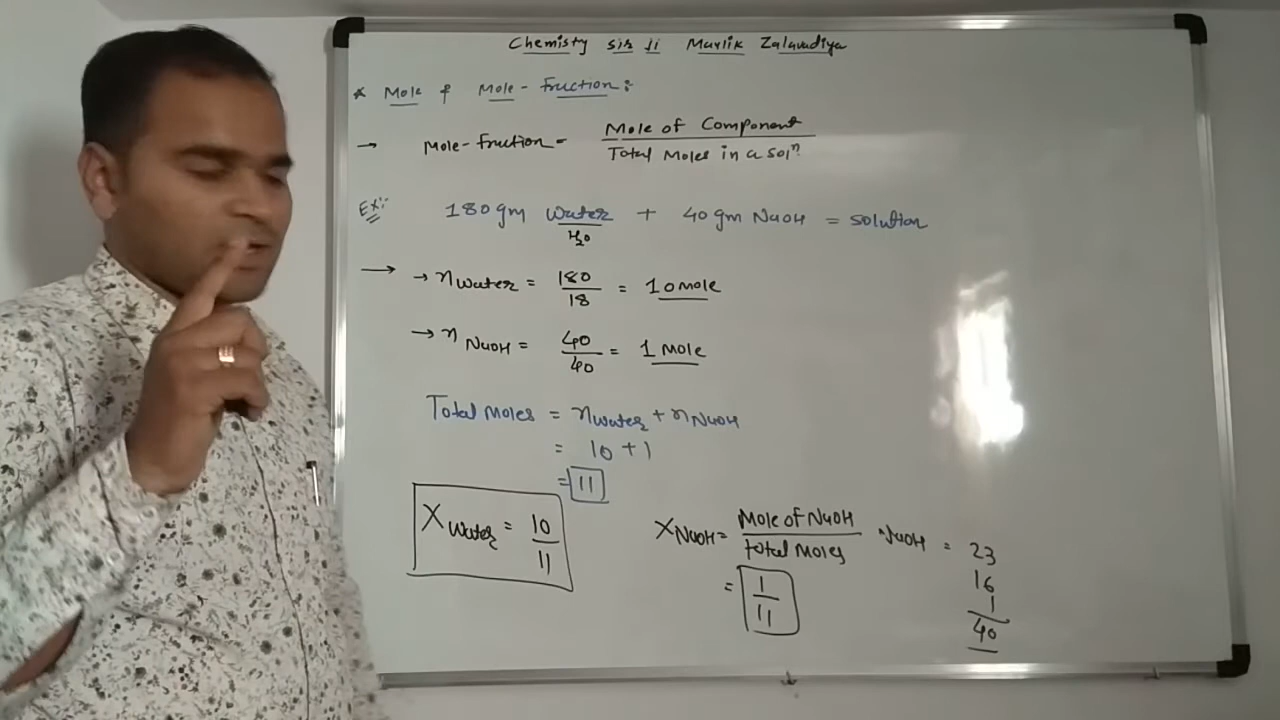 Chemisty sir Ji Mavlik Zalavadiya
* Mole & Mole-fraction:
→ Mole-fraction = Mole of Component
Total Moles in a solⁿ
Ex:- 180 gm Water + 40 gm NaOH = solution
H₂O
→ → n Water = 180/18 = 10 mole
→ n NaOH = 40/40 = 1 Mole
Total Moles = n Water + n NaOH
= 10 + 1
= 11
X Water = 10/11
X NaOH = Mole of NaOH / total Moles
= 1/11
NaOH = 23
16
1
40